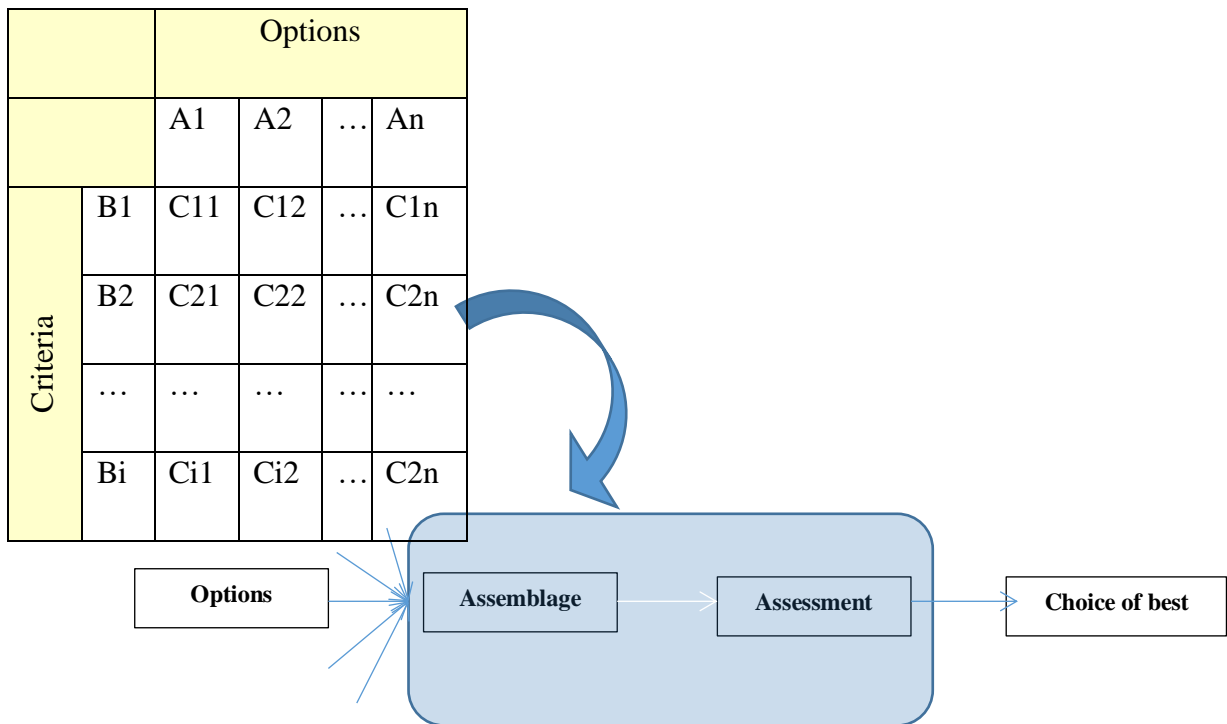 Options
A1 A2 … An
B1 C11 C12 … C1n
B2 C21 C22 … C2n
Criteria
… … … … …
Bi Ci1 Ci2 … C2n
Options Assemblage Assessment Choice of best